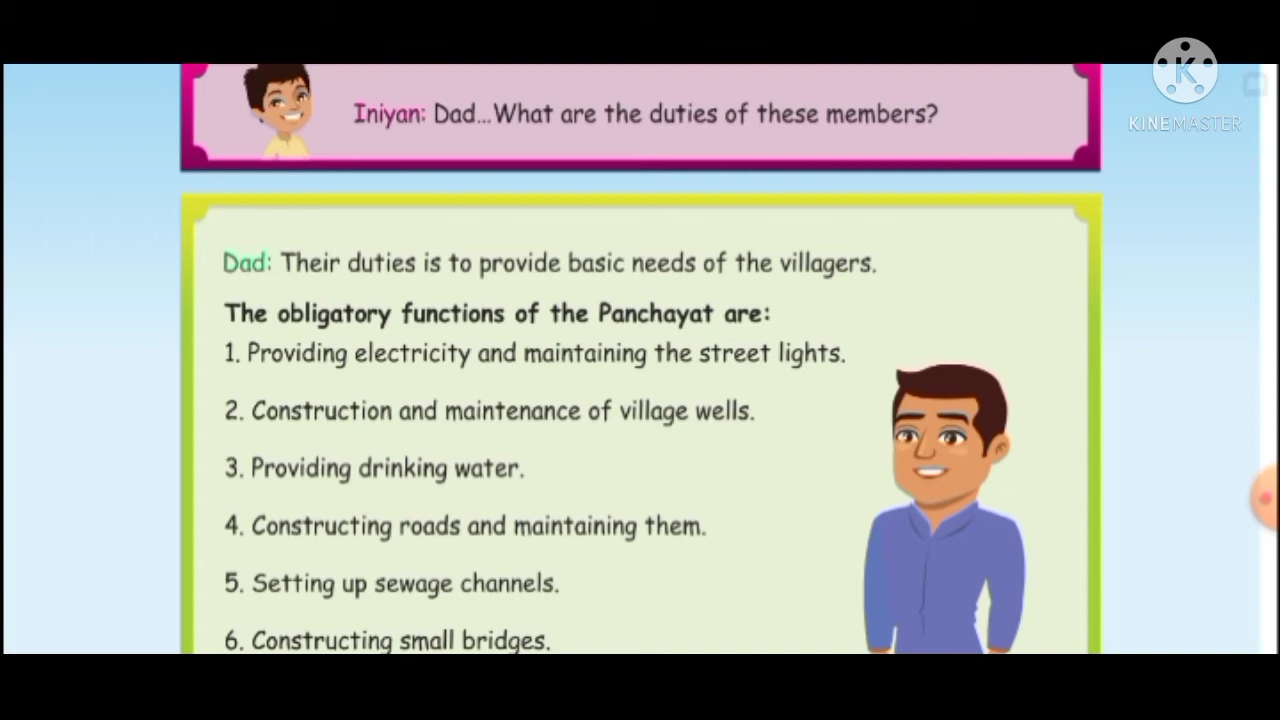 KINEMASTER
Iniyan: Dad...What are the duties of these members?
Dad: Their duties is to provide basic needs of the villagers.
The obligatory functions of the Panchayat are:
1. Providing electricity and maintaining the street lights.
2. Construction and maintenance of village wells.
3. Providing drinking water.
4. Constructing roads and maintaining them.
5. Setting up sewage channels.
6. Constructing small bridges.